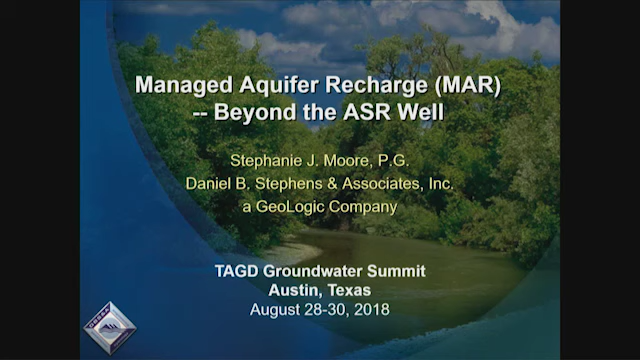 Managed Aquifer Recharge (MAR)
-- Beyond the ASR Well
Stephanie J. Moore, P.G.
Daniel B. Stephens & Associates, Inc.
a GeoLogic Company
TAGD Groundwater Summit
Austin, Texas
August 28-30, 2018